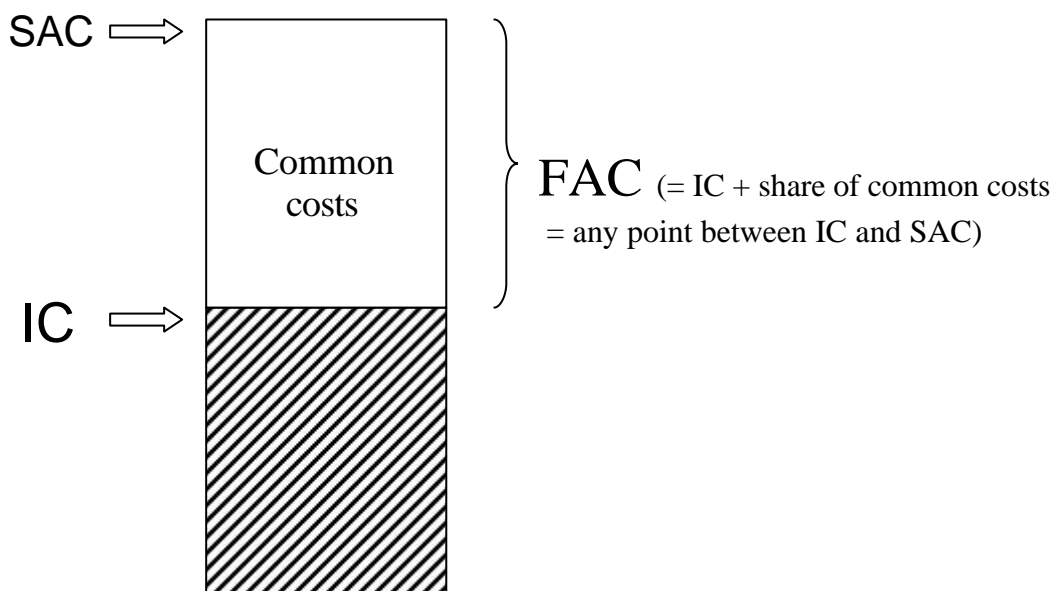 SAC
Common
costs
FAC (= IC + share of common costs
= any point between IC and SAC)
IC